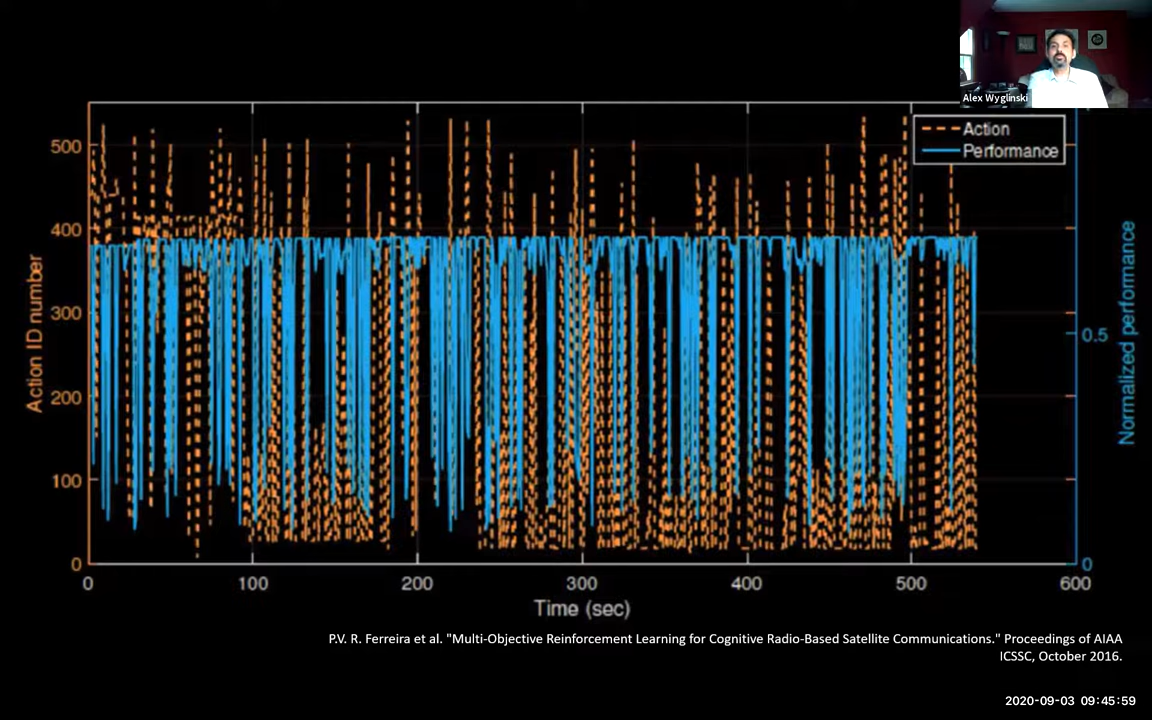 Alex Wyglinski
Action
Performance
500
400
300
200
100
0
Action ID number
0.5
0
Normalized performance
0
100
200
300
400
500
600
Time (sec)
P.V. R. Ferreira et al. "Multi-Objective Reinforcement Learning for Cognitive Radio-Based Satellite Communications." Proceedings of AIAA
ICSSC, October 2016.
2020-09-03 09:45:59